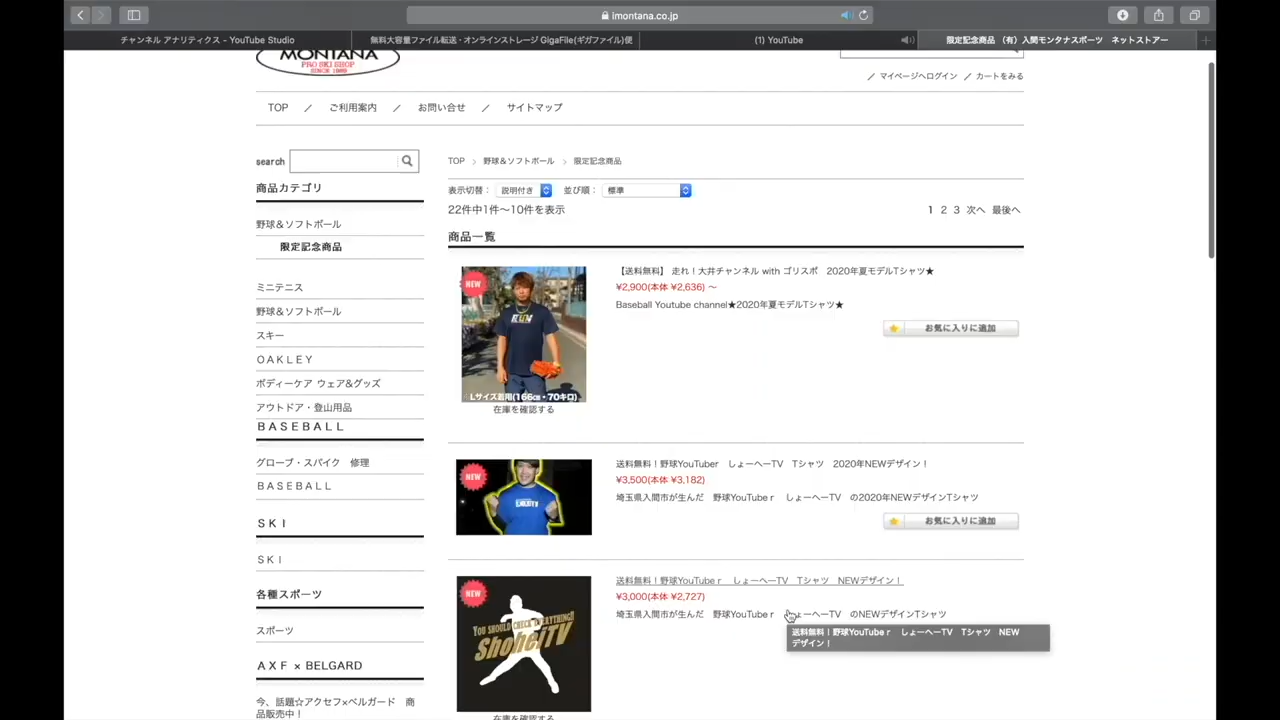 imontana.co.jp
チャンネル アナリティクス - YouTube Studio
無料大容量ファイル転送・オンラインストレージ GigaFile(ギガファイル)便
(1) YouTube
限定記念商品 （有）入間モンタナスポーツ　ネットストアー
MONTANA
PRO SKI SHOP
SINCE 1989
／ マイページへログイン ／ カートをみる
TOP ／ ご利用案内 ／ お問い合せ ／ サイトマップ
search
商品カテゴリ
野球＆ソフトボール
限定記念商品
ミニテニス
野球＆ソフトボール
スキー
ＯＡＫＬＥＹ
ボディーケア ウェア&グッズ
アウトドア・登山用品
ＢＡＳＥＢＡＬＬ
グローブ・スパイク　修理
ＢＡＳＥＢＡＬＬ
ＳＫＩ
ＳＫＩ
各種スポーツ
スポーツ
ＡＸＦ × BELGARD
今、話題☆アクセフ×ベルガード　商
品販売中！
TOP > 野球＆ソフトボール > 限定記念商品
表示切替： 説明付き 並び順： 標準
22件中1件〜10件を表示
1 2 3 次へ 最後へ
商品一覧
NEW
Lサイズ着用(166㎝・70キロ)
在庫を確認する
【送料無料】 走れ！大井チャンネル with ゴリスポ　2020年夏モデルTシャツ★
¥2,900(本体 ¥2,636) 〜
Baseball Youtube channel★2020年夏モデルTシャツ★
お気に入りに追加
NEW
送料無料！野球YouTuber　しょーへーTV　Tシャツ　2020年NEWデザイン！
¥3,500(本体 ¥3,182)
埼玉県入間市が生んだ　野球YouTubeｒ　しょーへーTV　の2020年NEWデザインTシャツ
お気に入りに追加
NEW
YOU SHOULD CHECK EVERYTHING!!
ShoheiTV
在庫を確認する
送料無料！野球YouTubeｒ　しょーへーTV　Tシャツ　NEWデザイン！
¥3,000(本体 ¥2,727)
埼玉県入間市が生んだ　野球YouTubeｒ　しょーへーTV　のNEWデザインTシャツ
送料無料！野球YouTubeｒ　しょーへーTV　Tシャツ　NEW
デザイン！